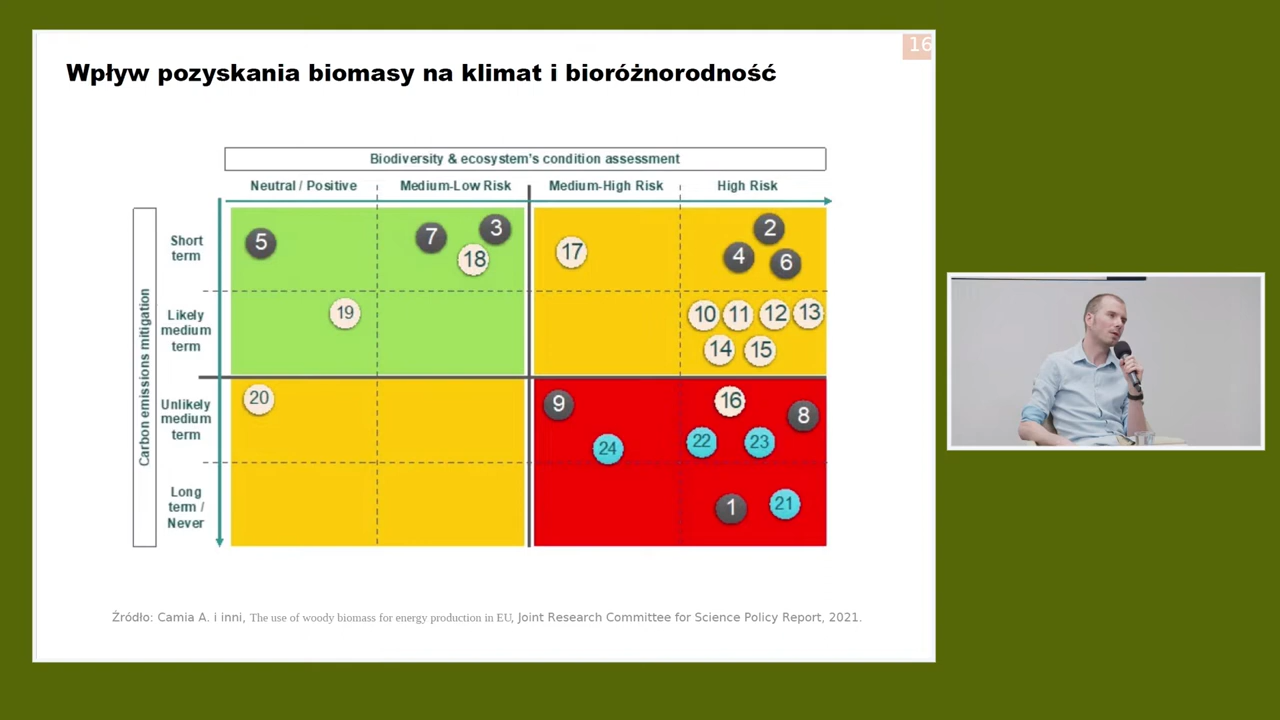 16
Wpływ pozyskania biomasy na klimat i bioróżnorodność
Biodiversity & ecosystem's condition assessment
Neutral / Positive
Medium-Low Risk
Medium-High Risk
High Risk
Carbon emissions mitigation
Short
term
5
7
3
18
17
2
4
6
Likely
medium
term
19
10
11
12
13
14
15
Unlikely
medium
term
20
9
24
16
8
22
23
Long
term /
Never
1
21
Źródło: Camia A. i inni, The use of woody biomass for energy production in EU, Joint Research Committee for Science Policy Report, 2021.